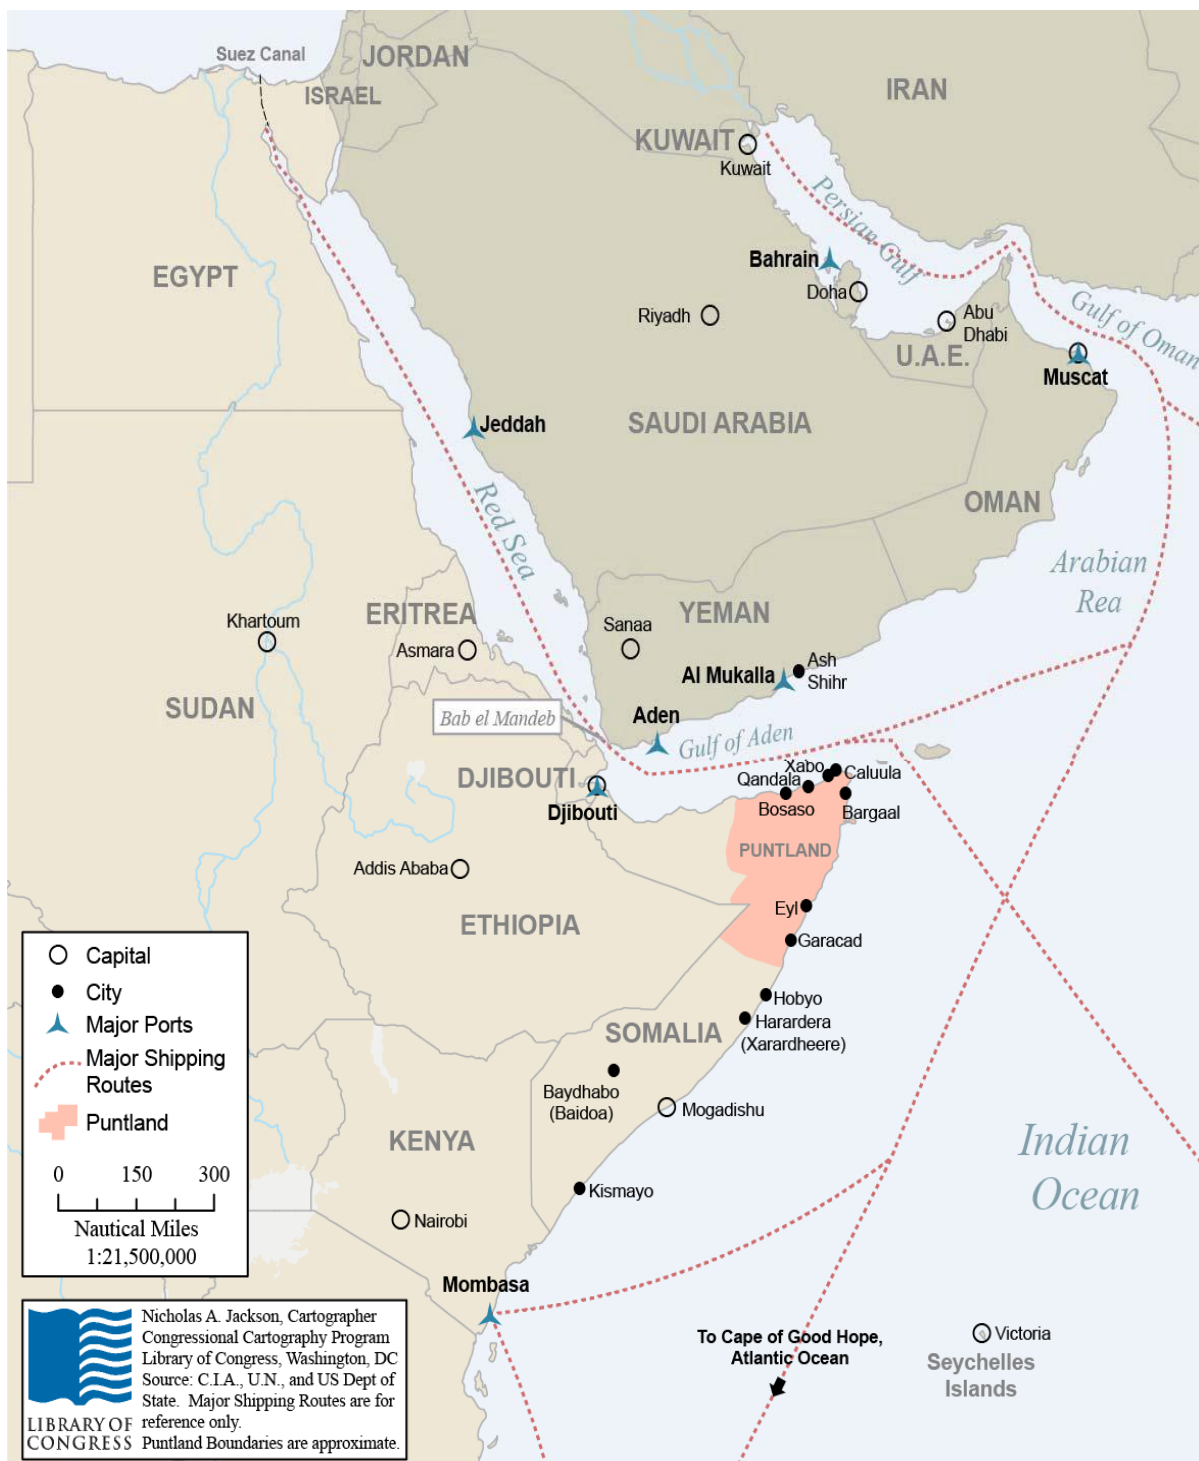 Suez Canal
JORDAN
ISRAEL
IRAN
KUWAIT
Kuwait
Persian Gulf
EGYPT
Bahrain
Doha
Riyadh
Abu
Dhabi
Gulf of Oman
U.A.E.
Muscat
Jeddah
SAUDI ARABIA
Red Sea
OMAN
Arabian
Rea
ERITREA
YEMAN
Khartoum
Sanaa
Asmara
Ash
Shihr
Al Mukalla
SUDAN
Bab el Mandeb
Aden
Gulf of Aden
DJIBOUTI
Djibouti
Xabo
Caluula
Qandala
Bosaso
Bargaal
PUNTLAND
Addis Ababa
ETHIOPIA
Eyl
Garacad
Hobyo
Harardera
(Xarardheere)
SOMALIA
Baydhabo
(Baidoa)
Mogadishu
KENYA
Indian
Ocean
Kismayo
Nairobi
Mombasa
To Cape of Good Hope,
Atlantic Ocean
Victoria
Seychelles
Islands
Capital
City
Major Ports
Major Shipping
Routes
Puntland
0 150 300
Nautical Miles
1:21,500,000
LIBRARY OF
CONGRESS
Nicholas A. Jackson, Cartographer
Congressional Cartography Program
Library of Congress, Washington, DC
Source: C.I.A., U.N., and US Dept of
State. Major Shipping Routes are for
reference only.
Puntland Boundaries are approximate.